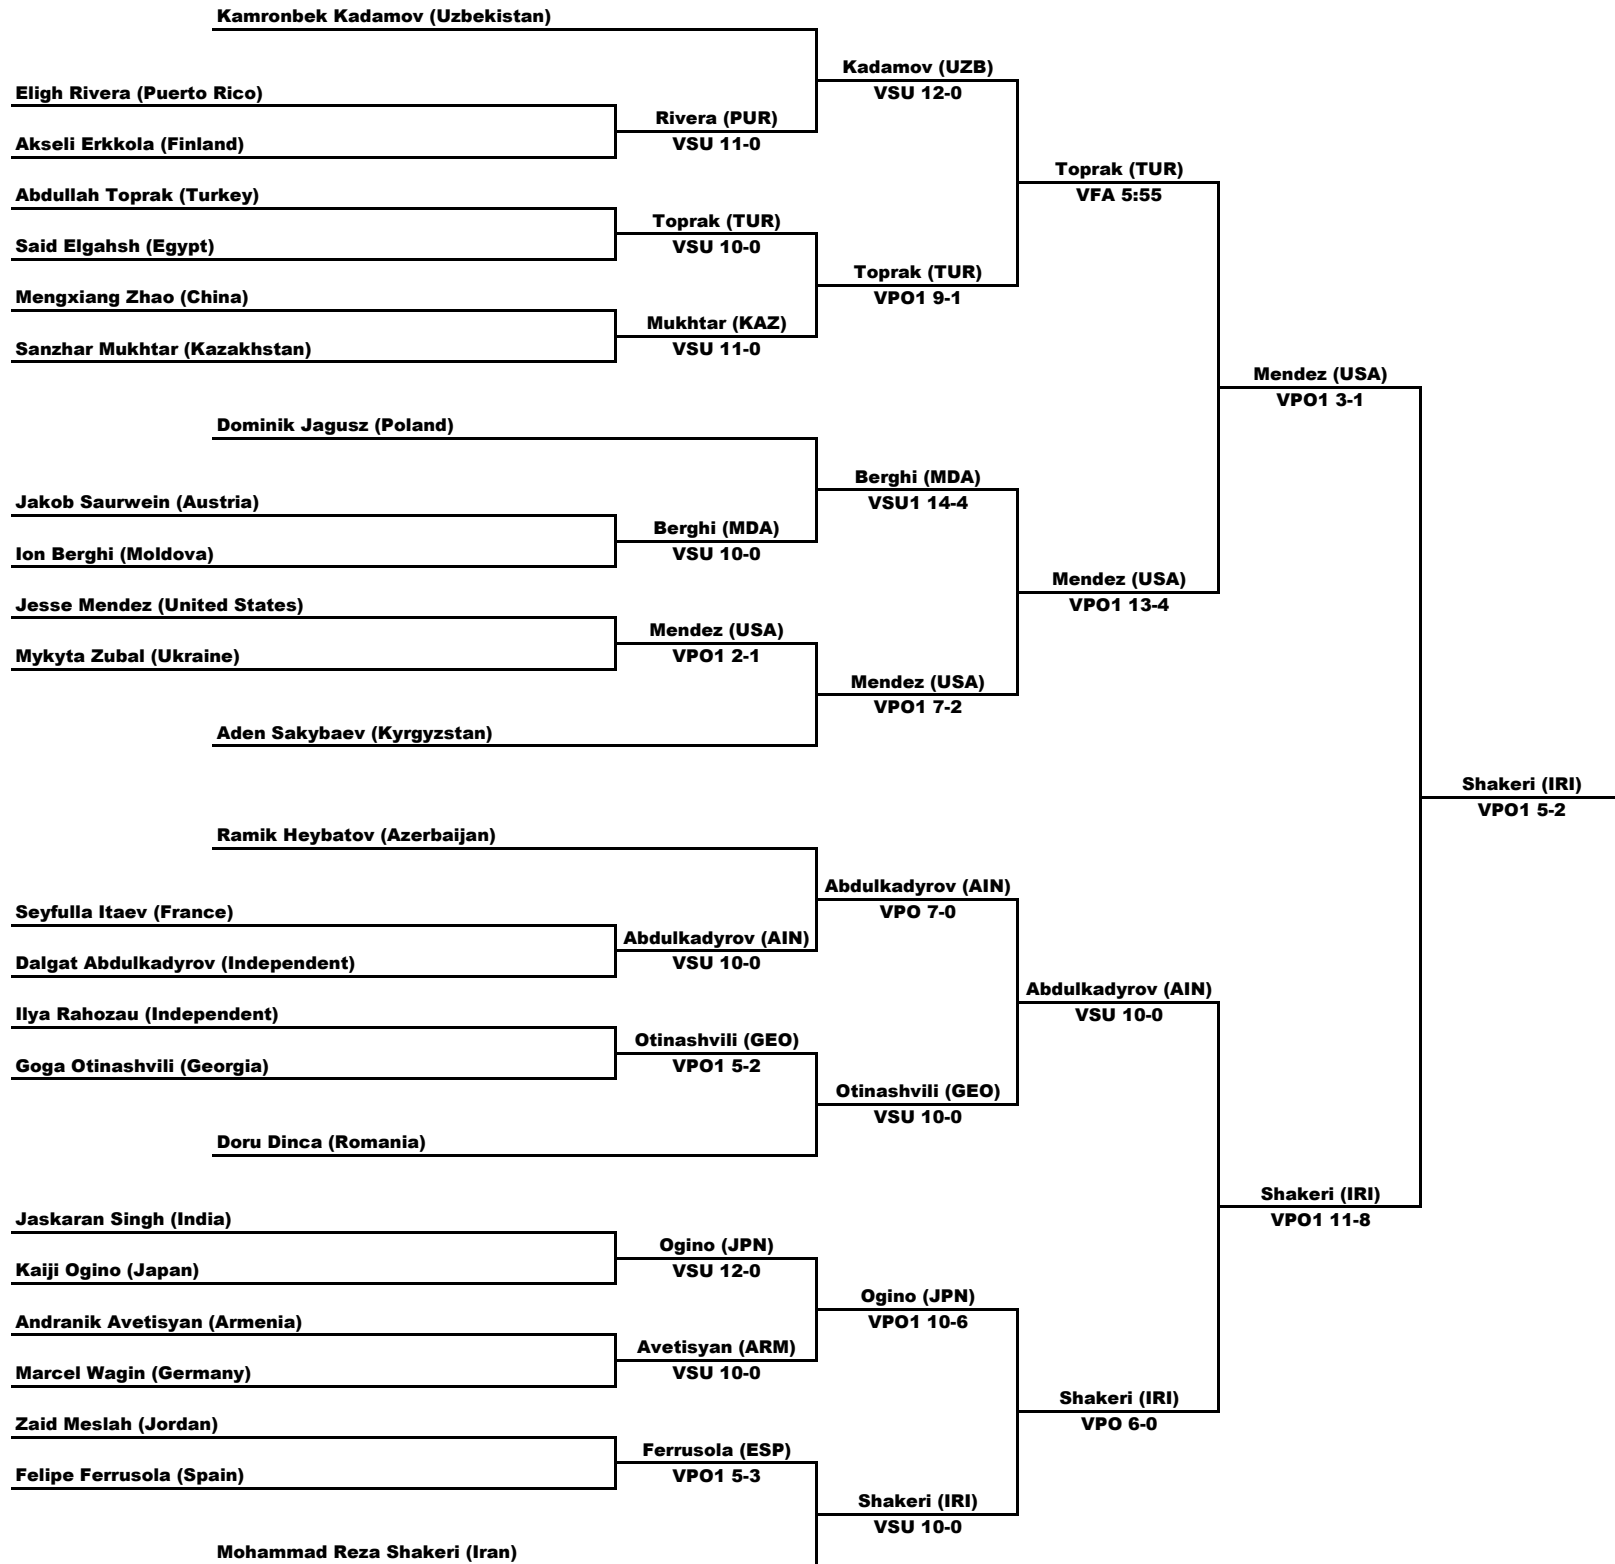 Kamronbek Kadamov (Uzbekistan)
Kadamov (UZB)
VSU 12-0
Eligh Rivera (Puerto Rico)
Rivera (PUR)
VSU 11-0
Akseli Erkkola (Finland)
Toprak (TUR)
VFA 5:55
Abdullah Toprak (Turkey)
Toprak (TUR)
VSU 10-0
Said Elgahsh (Egypt)
Toprak (TUR)
VPO1 9-1
Mengxiang Zhao (China)
Mukhtar (KAZ)
VSU 11-0
Sanzhar Mukhtar (Kazakhstan)
Mendez (USA)
VPO1 3-1
Dominik Jagusz (Poland)
Berghi (MDA)
VSU1 14-4
Jakob Saurwein (Austria)
Berghi (MDA)
VSU 10-0
Ion Berghi (Moldova)
Mendez (USA)
VPO1 13-4
Jesse Mendez (United States)
Mendez (USA)
VPO1 2-1
Mykyta Zubal (Ukraine)
Mendez (USA)
VPO1 7-2
Aden Sakybaev (Kyrgyzstan)
Shakeri (IRI)
VPO1 5-2
Ramik Heybatov (Azerbaijan)
Abdulkadyrov (AIN)
VPO 7-0
Seyfulla Itaev (France)
Abdulkadyrov (AIN)
VSU 10-0
Dalgat Abdulkadyrov (Independent)
Abdulkadyrov (AIN)
VSU 10-0
Ilya Rahozau (Independent)
Otinashvili (GEO)
VPO1 5-2
Goga Otinashvili (Georgia)
Otinashvili (GEO)
VSU 10-0
Doru Dinca (Romania)
Shakeri (IRI)
VPO1 11-8
Jaskaran Singh (India)
Ogino (JPN)
VSU 12-0
Kaiji Ogino (Japan)
Ogino (JPN)
VPO1 10-6
Andranik Avetisyan (Armenia)
Avetisyan (ARM)
VSU 10-0
Marcel Wagin (Germany)
Shakeri (IRI)
VPO 6-0
Zaid Meslah (Jordan)
Ferrusola (ESP)
VPO1 5-3
Felipe Ferrusola (Spain)
Shakeri (IRI)
VSU 10-0
Mohammad Reza Shakeri (Iran)